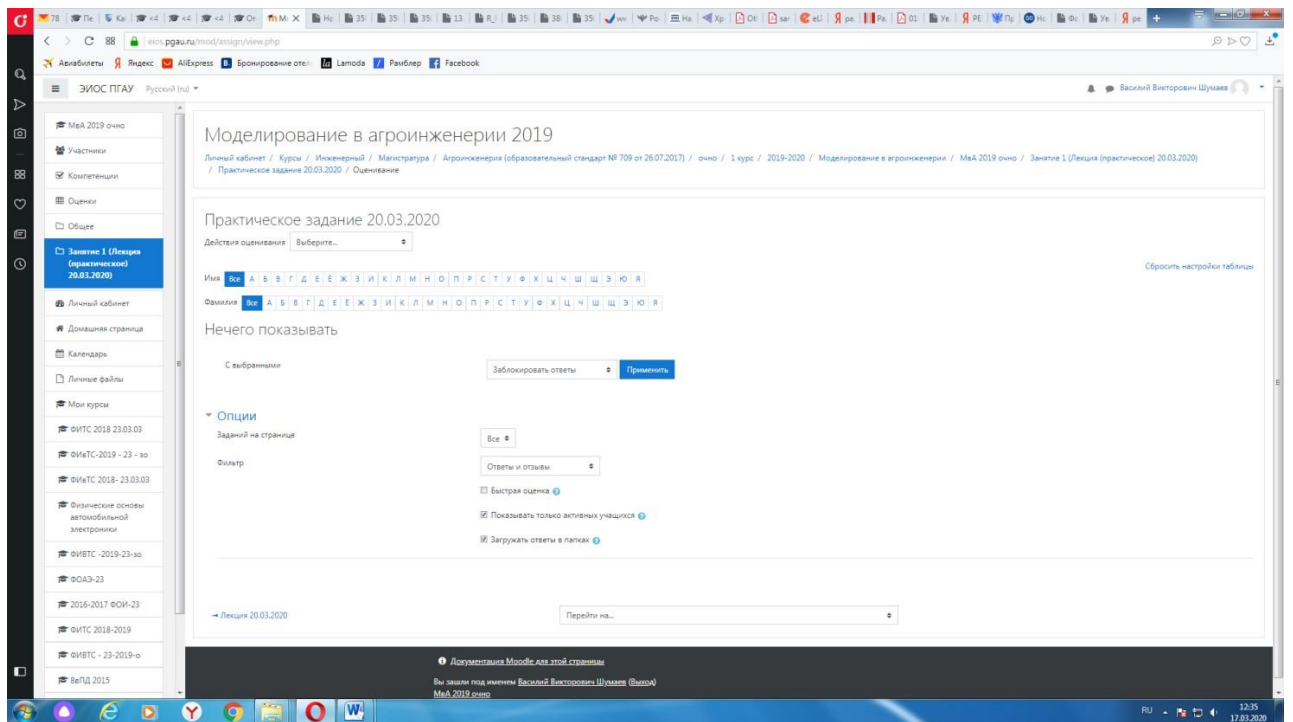 88
eios.pgau.ru/mod/assign/view.php
Авиабилеты Яндекс AliExpress Бронирование отел Lamoda Рамблер Facebook
ЭИОС ПГАУ Русский (ru)
Василий Викторович Шумаев
МвА 2019 очно
Участники
Компетенции
Оценки
Общее
Занятие 1 (Лекция (практическое) 20.03.2020)
Личный кабинет
Домашняя страница
Календарь
Личные файлы
Мои курсы
ФИТС 2018 23.03.03
ФИвТС-2019 - 23 - зо
ФИвТС 2018- 23.03.03
Физические основы автомобильной электроники
ФИВТС -2019-23-зо
ФОАЭ-23
2016-2017 ФОИ-23
ФИТС 2018-2019
ФИВТС - 23-2019-о
ВвПД 2015
Моделирование в агроинженерии 2019
Личный кабинет / Курсы / Инженерный / Магистратура / Агроинженерия (образовательный стандарт № 709 от 26.07.2017) / очно / 1 курс / 2019-2020 / Моделирование в агроинженерии / МвА 2019 очно / Занятие 1 (Лекция (практическое) 20.03.2020)
/ Практическое задание 20.03.2020 / Оценивание
Практическое задание 20.03.2020
Действия оценивания Выберите...
Сбросить настройки таблицы
Имя Все А Б В Г Д Е Ё Ж З И К Л М Н О П Р С Т У Ф Х Ц Ч Ш Щ Э Ю Я
Фамилия Все А Б В Г Д Е Ё Ж З И К Л М Н О П Р С Т У Ф Х Ц Ч Ш Щ Э Ю Я
Нечего показывать
С выбранными Заблокировать ответы Применить
Опции
Заданий на странице Все
Фильтр Ответы и отзывы
Быстрая оценка
Показывать только активных учащихся
Загружать ответы в папках
→ Лекция 20.03.2020 Перейти на...
Документация Moodle для этой страницы
Вы зашли под именем Василий Викторович Шумаев (Выход)
МвА 2019 очно
RU 12:35
17.03.2020